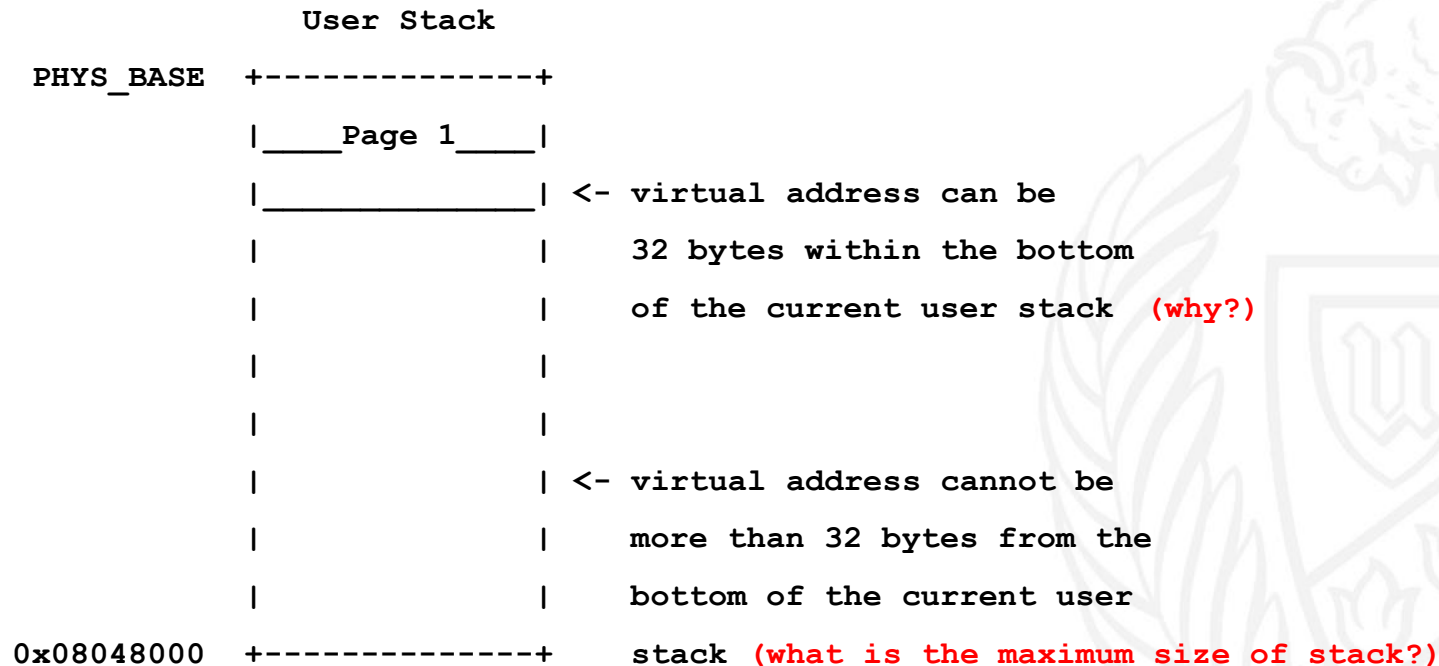 User Stack
PHYS_BASE +--------------+
|____Page 1____|
|______________| <- virtual address can be
| | 32 bytes within the bottom
| | of the current user stack (why?)
| |
| |
| | <- virtual address cannot be
| | more than 32 bytes from the
| | bottom of the current user
0x08048000 +--------------+ stack (what is the maximum size of stack?)